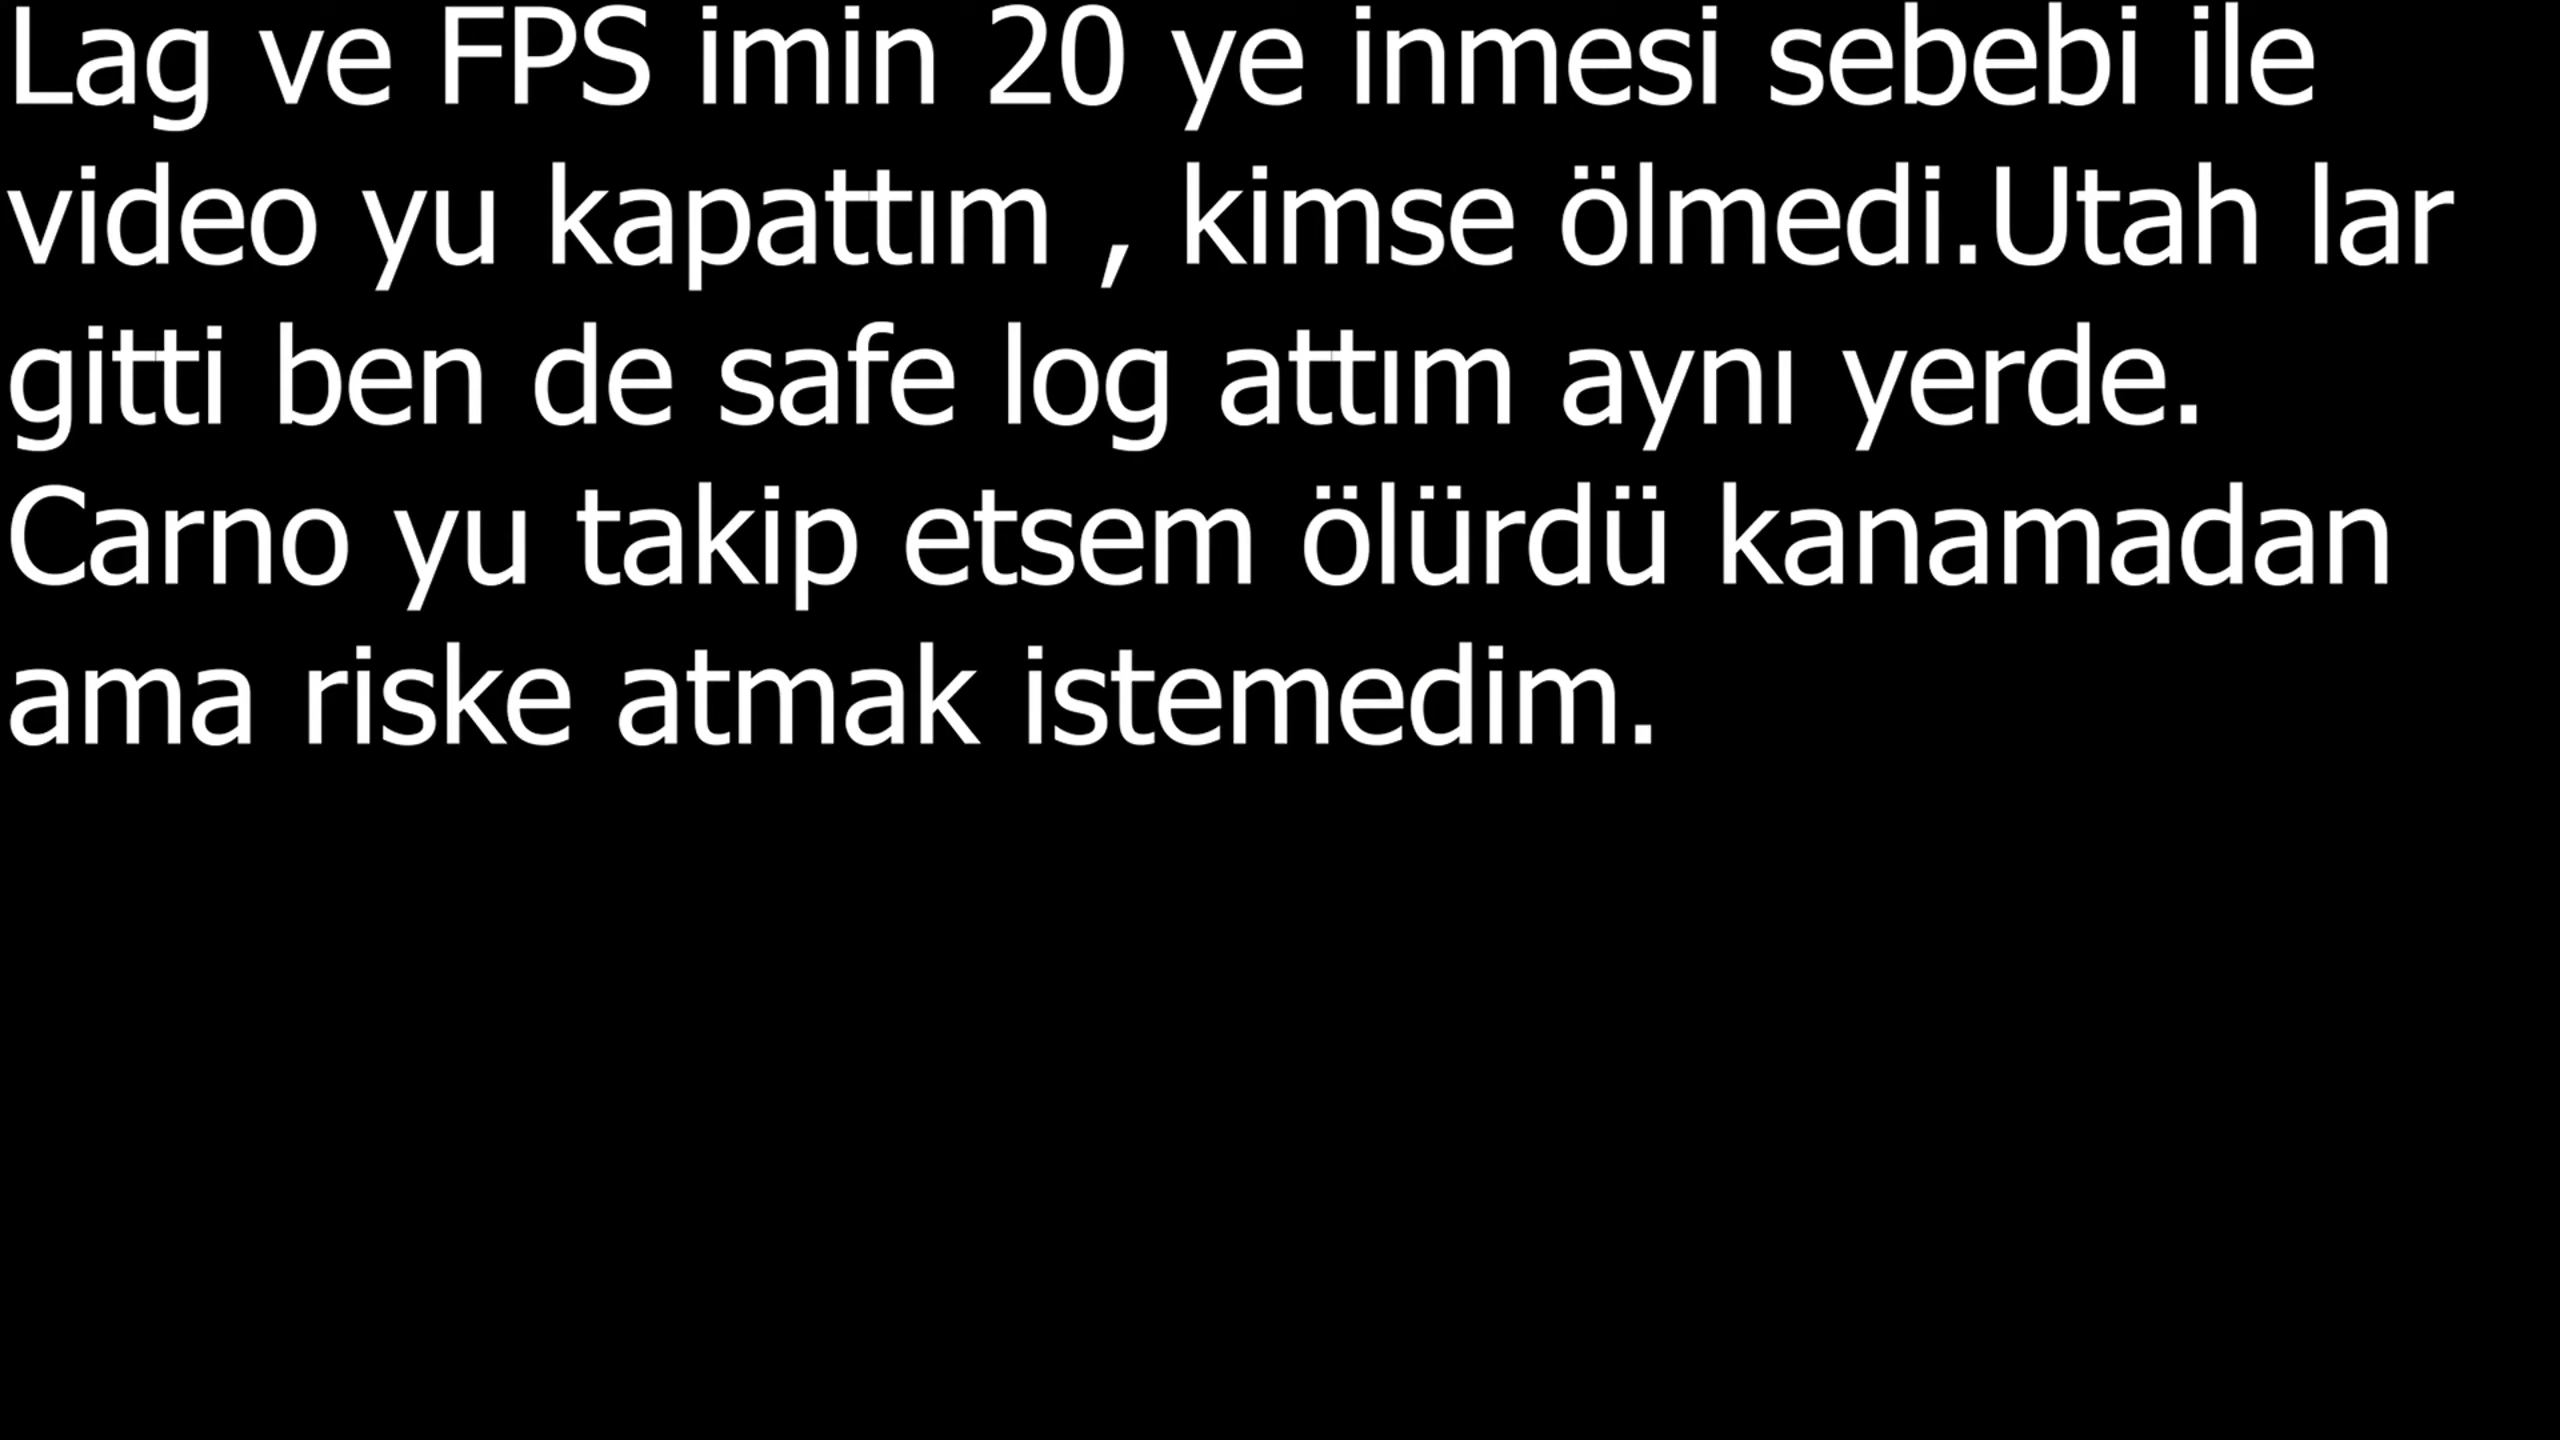 Lag ve FPS imin 20 ye inmesi sebebi ile
video yu kapattım , kimse ölmedi.Utah lar
gitti ben de safe log attım aynı yerde.
Carno yu takip etsem ölürdü kanamadan
ama riske atmak istemedim.